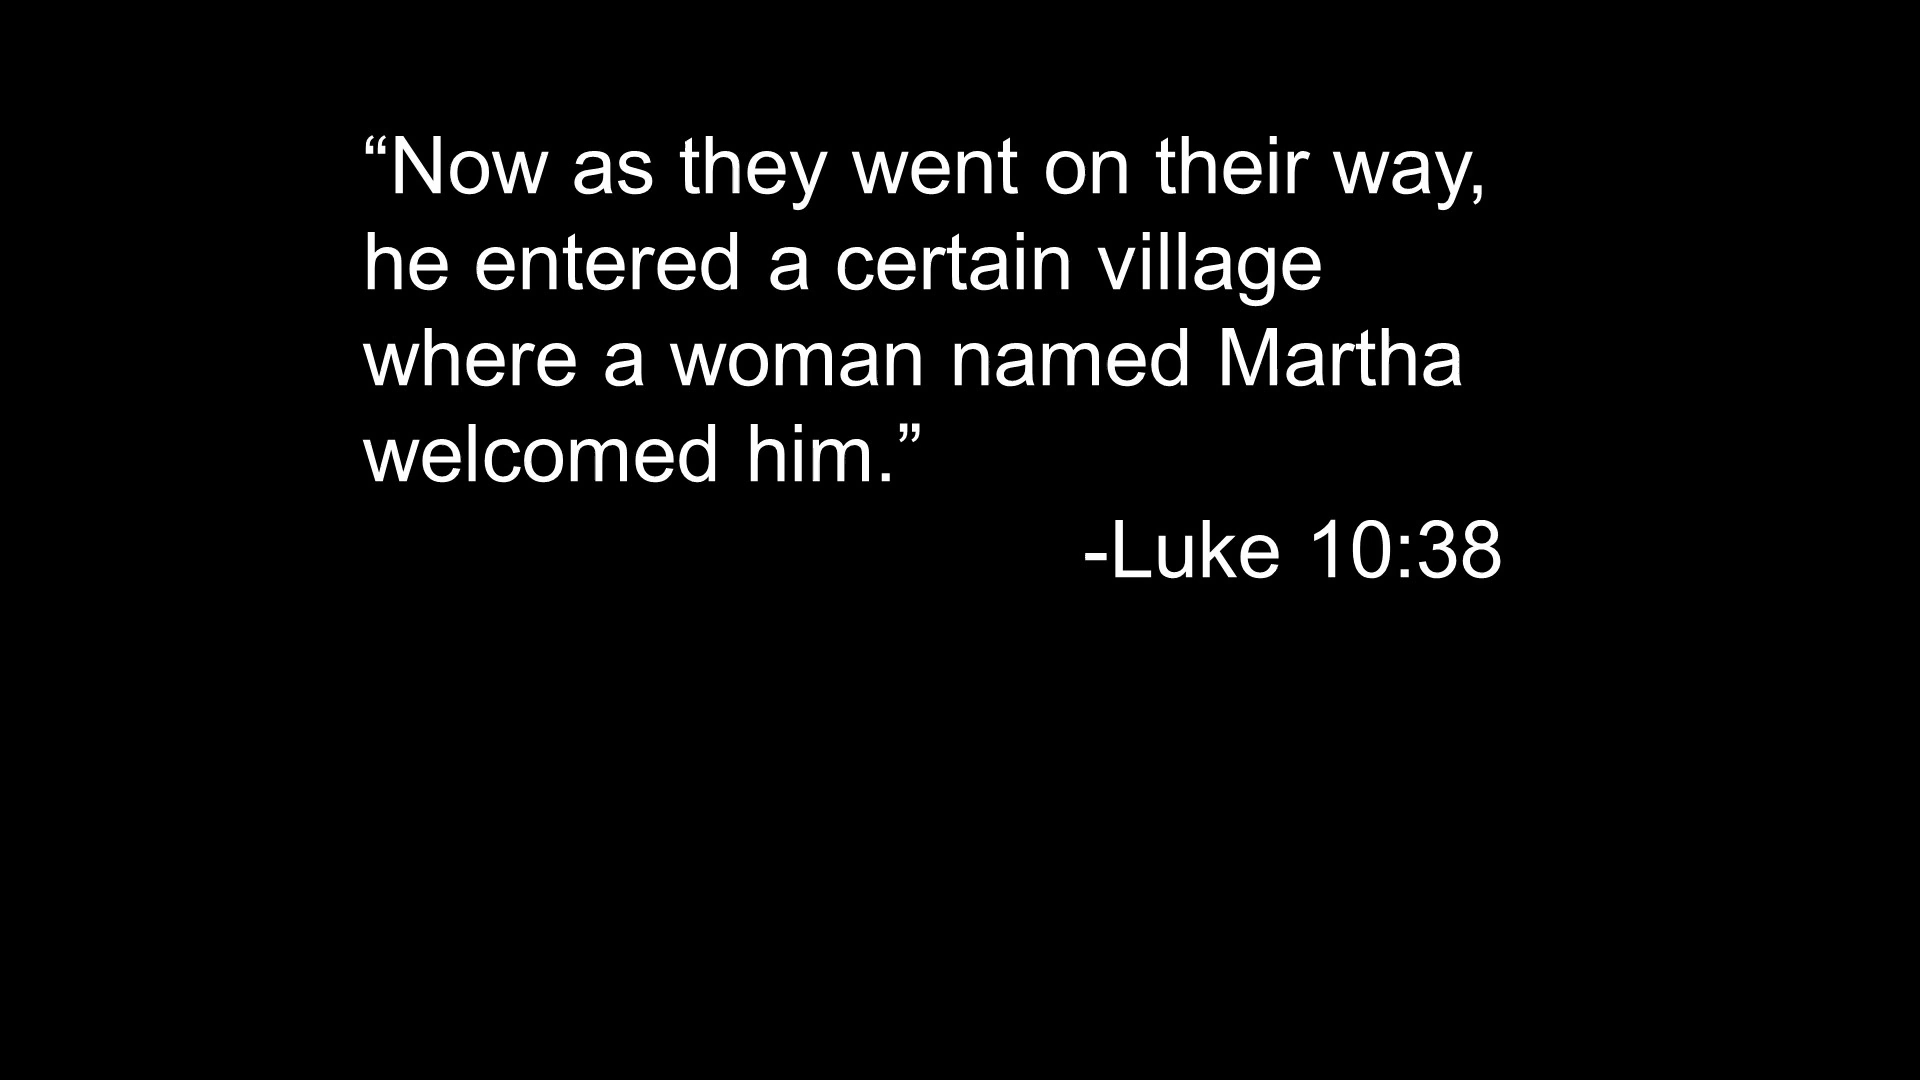 “Now as they went on their way,
he entered a certain village
where a woman named Martha
welcomed him.”
-Luke 10:38